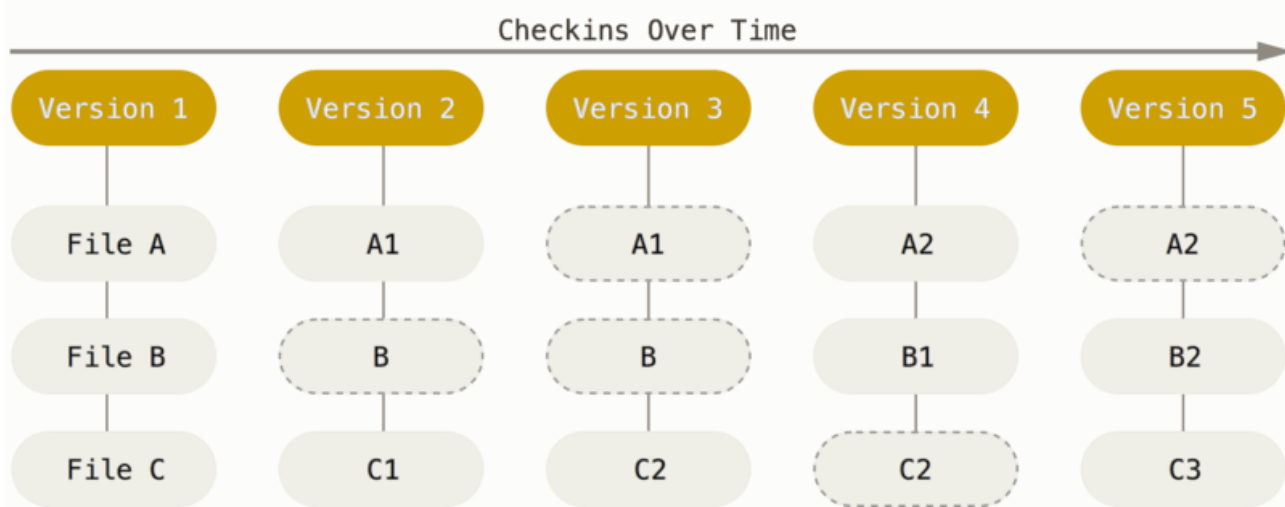 Checkins Over Time
Version 1 Version 2 Version 3 Version 4 Version 5
File A A1 A1 A2 A2
File B B B B1 B2
File C C1 C2 C2 C3